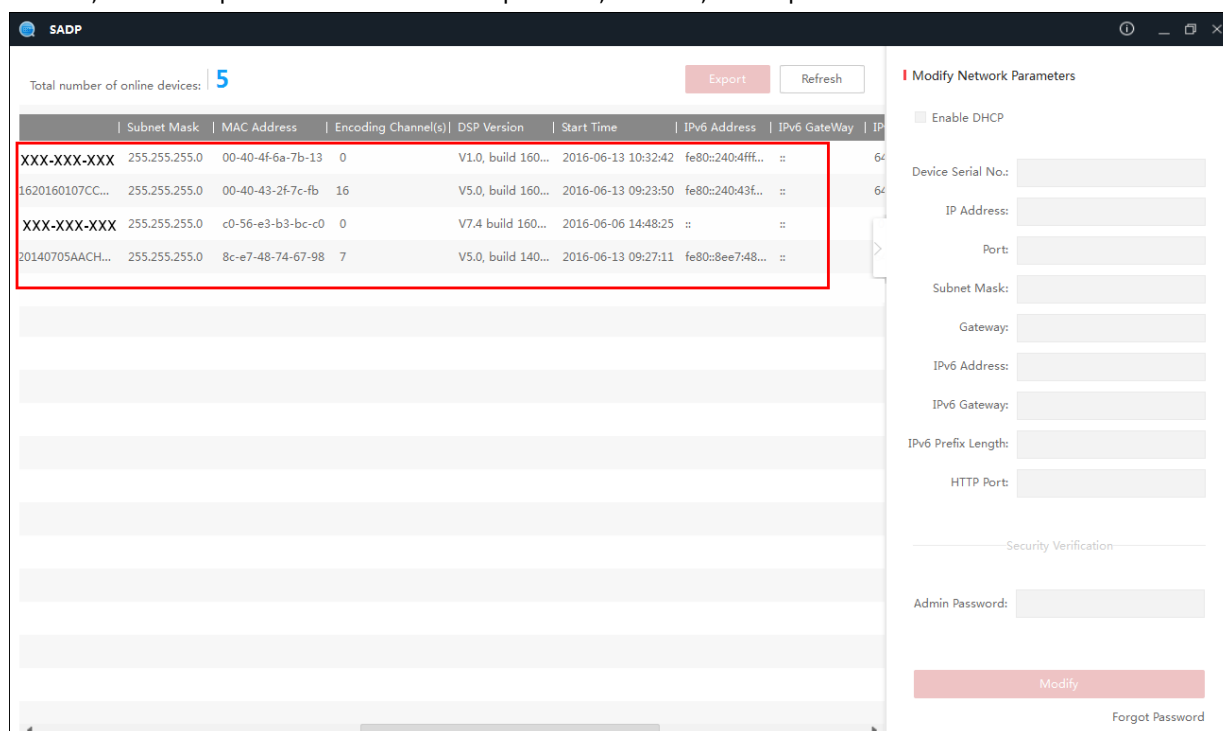 SADP
Total number of online devices: 5 Export Refresh
Subnet Mask MAC Address Encoding Channel(s) DSP Version Start Time IPv6 Address IPv6 GateWay IP
XXX-XXX-XXX 255.255.255.0 00-40-4f-6a-7b-13 0 V1.0, build 160... 2016-06-13 10:32:42 fe80::240:4fff... :: 64
1620160107CC... 255.255.255.0 00-40-43-2f-7c-fb 16 V5.0, build 160... 2016-06-13 09:23:50 fe80::240:43f... :: 64
XXX-XXX-XXX 255.255.255.0 c0-56-e3-b3-bc-c0 0 V7.4 build 160... 2016-06-06 14:48:25 :: ::
20140705AACH... 255.255.255.0 8c-e7-48-74-67-98 7 V5.0, build 140... 2016-06-13 09:27:11 fe80::8ee7:48... ::
Modify Network Parameters
Enable DHCP
Device Serial No.:
IP Address:
Port:
Subnet Mask:
Gateway:
IPv6 Address:
IPv6 Gateway:
IPv6 Prefix Length:
HTTP Port:
Security Verification
Admin Password:
Modify
Forgot Password